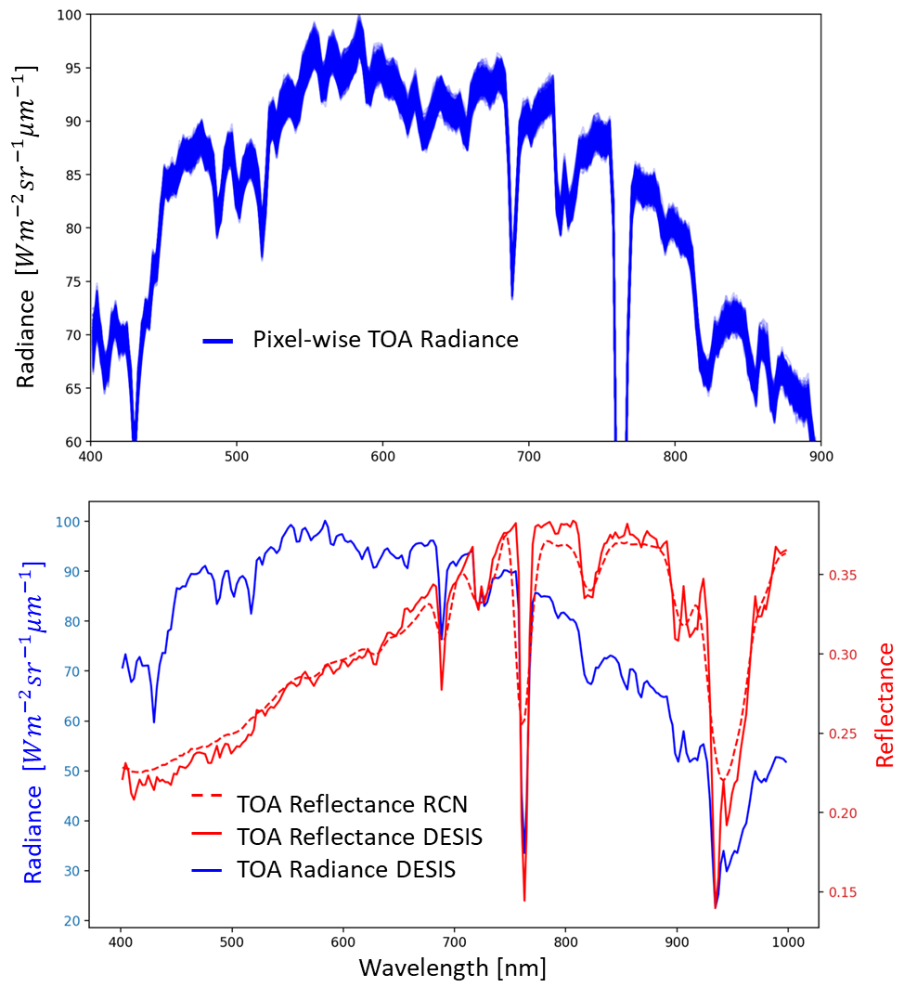 100
95
90
85
80
75
70
65
60
Radiance [Wm⁻²sr⁻¹μm⁻¹]
Pixel-wise TOA Radiance
400 500 600 700 800 900
100
90
80
70
60
50
40
30
20
Radiance [Wm⁻²sr⁻¹μm⁻¹]
0.35
0.30
0.25
0.20
0.15
Reflectance
TOA Reflectance RCN
TOA Reflectance DESIS
TOA Radiance DESIS
400 500 600 700 800 900 1000
Wavelength [nm]